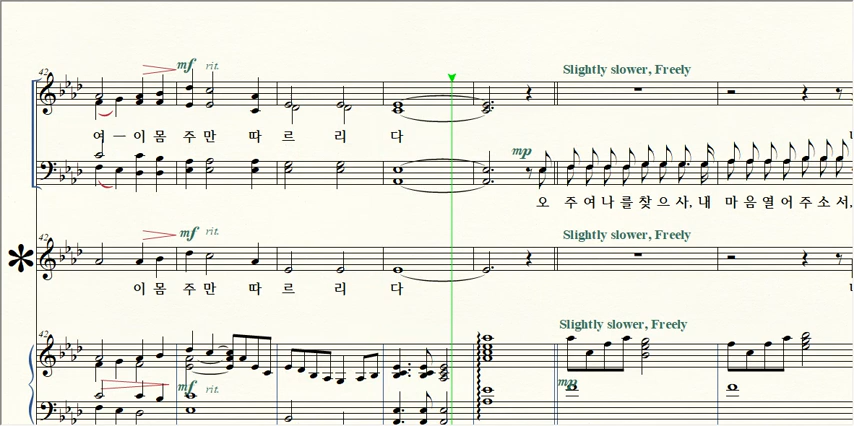 Slightly slower, Freely
42
mf rit.
여 이 몸 주 만 따 르 리 다
mp
오 주 여 나 를 찾 으 사, 내 마 음 열 어 주 소 서,
Slightly slower, Freely
42
mf rit.
이 몸 주 만 따 르 리 다
Slightly slower, Freely
42
mf rit.
mp